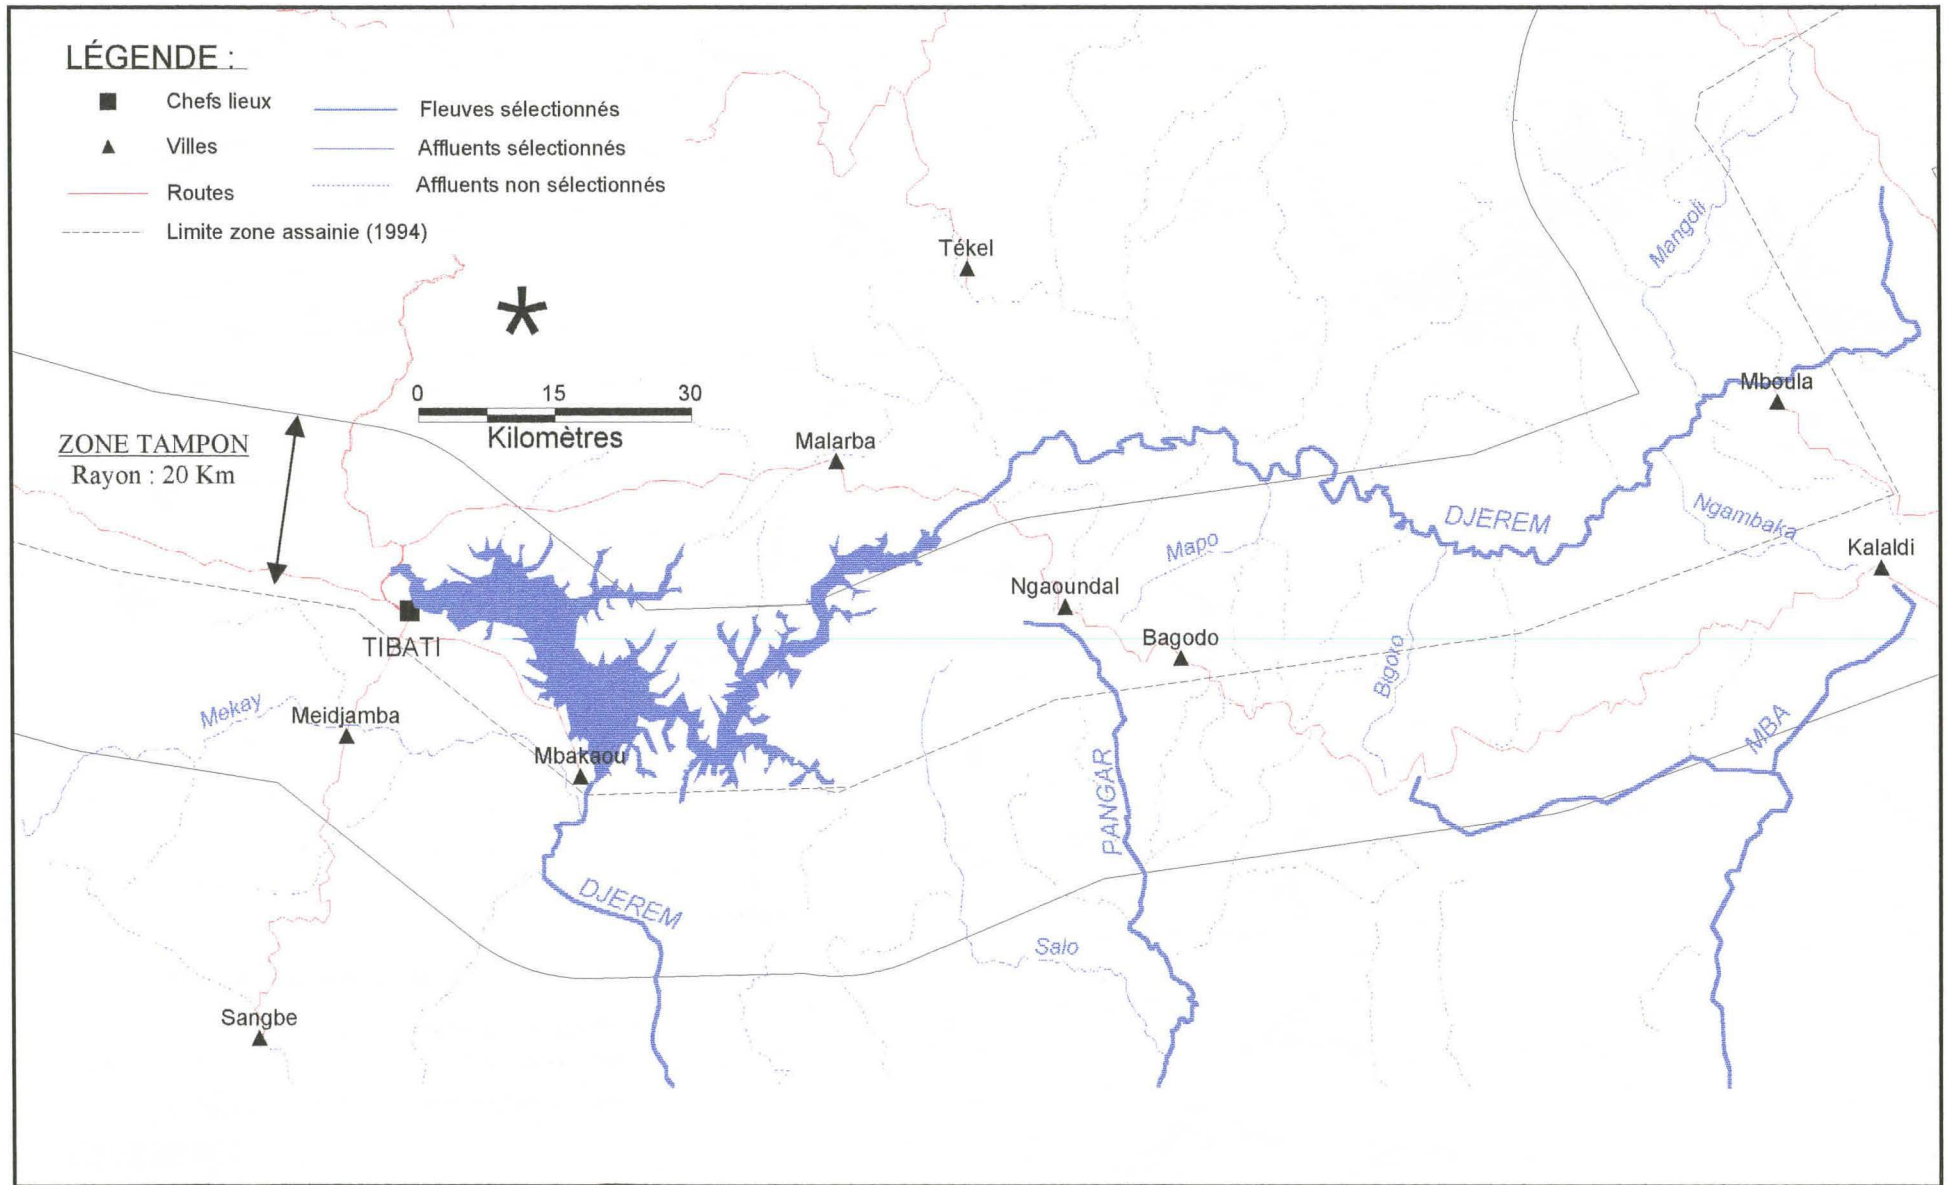 LÉGENDE :
Chefs lieux
Fleuves sélectionnés
Villes
Affluents sélectionnés
Routes
Affluents non sélectionnés
Limite zone assainie (1994)
Mangoli
Tékel
0 15 30
Kilomètres
Mboula
ZONE TAMPON
Rayon : 20 Km
Malarba
DJEREM
Ngambaka
Mapo
Kalaldi
Ngaoundal
Bagodo
TIBATI
Bigoxo
Mekay
Meidjamba
MBA
Mbakaou
PANGAR
DJEREM
Salo
Sangbe